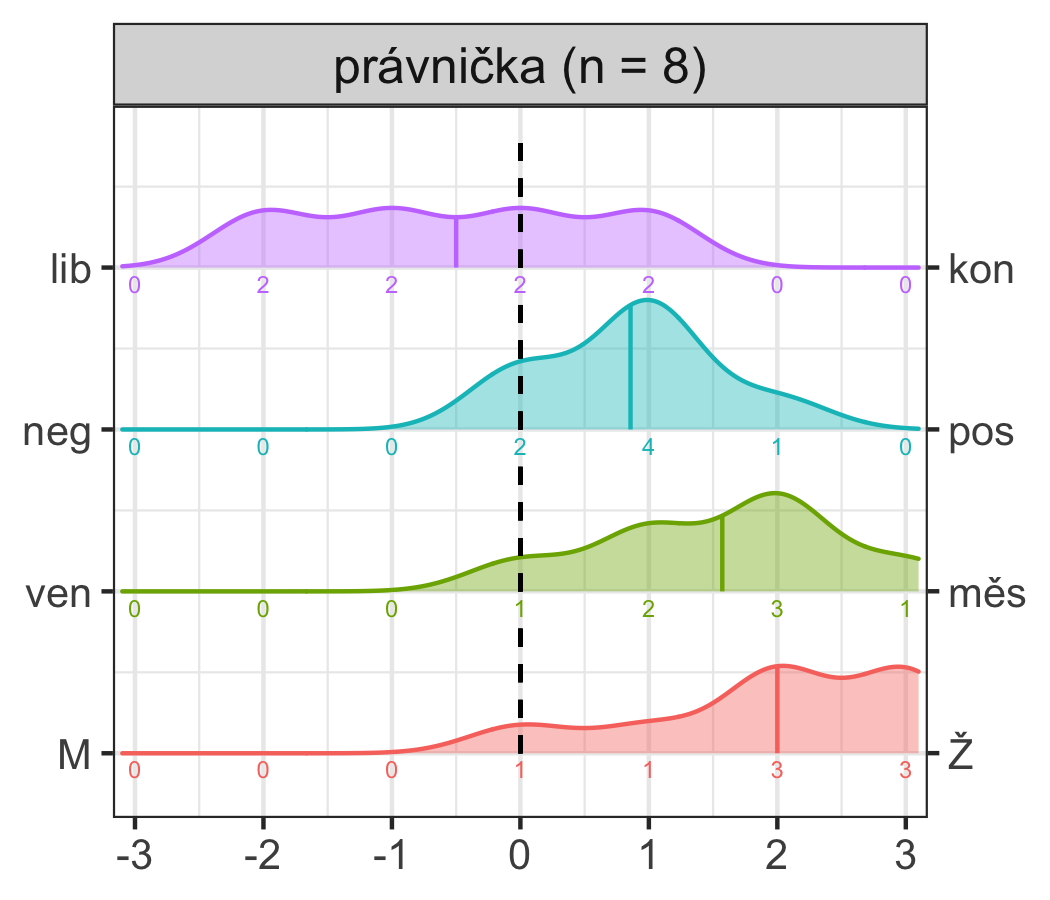 právnička (n = 8)
lib kon
0 2 2 2 2 0 0
neg pos
0 0 0 2 4 1 0
ven měs
0 0 0 1 2 3 1
M Ž
0 0 0 1 1 3 3
-3 -2 -1 0 1 2 3